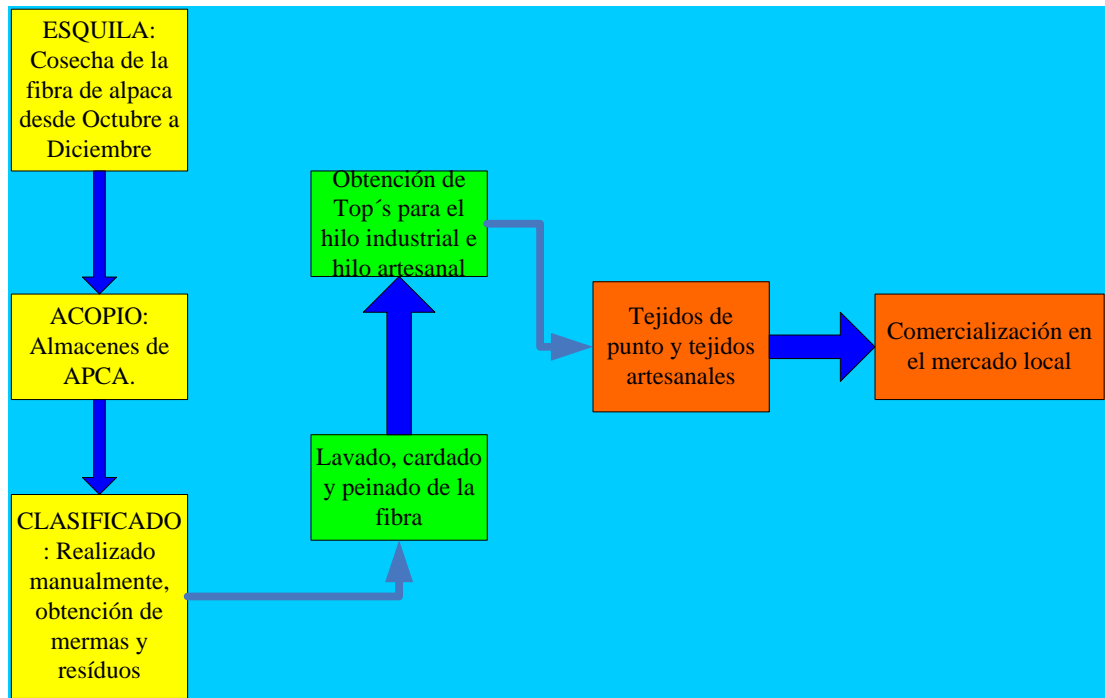 ESQUILA:
Cosecha de la
fibra de alpaca
desde Octubre a
Diciembre
ACOPIO:
Almacenes de
APCA.
CLASIFICADO
: Realizado
manualmente,
obtención de
mermas y
resíduos
Lavado, cardado
y peinado de la
fibra
Obtención de
Top´s para el
hilo industrial e
hilo artesanal
Tejidos de
punto y tejidos
artesanales
Comercialización en
el mercado local